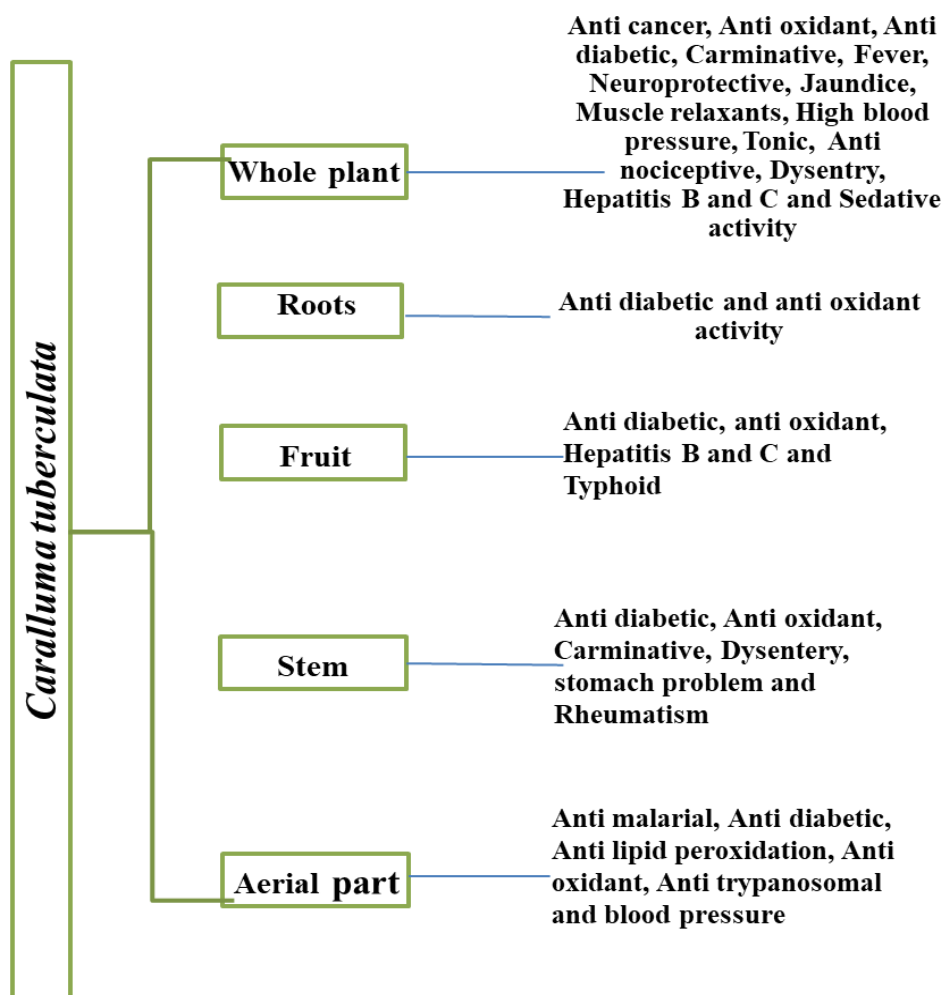 Caralluma tuberculata
Whole plant
Anti cancer, Anti oxidant, Anti
diabetic, Carminative, Fever,
Neuroprotective, Jaundice,
Muscle relaxants, High blood
pressure, Tonic, Anti
nociceptive, Dysentry,
Hepatitis B and C and Sedative
activity
Roots
Anti diabetic and anti oxidant
activity
Fruit
Anti diabetic, anti oxidant,
Hepatitis B and C and
Typhoid
Stem
Anti diabetic, Anti oxidant,
Carminative, Dysentery,
stomach problem and
Rheumatism
Aerial part
Anti malarial, Anti diabetic,
Anti lipid peroxidation, Anti
oxidant, Anti trypanosomal
and blood pressure